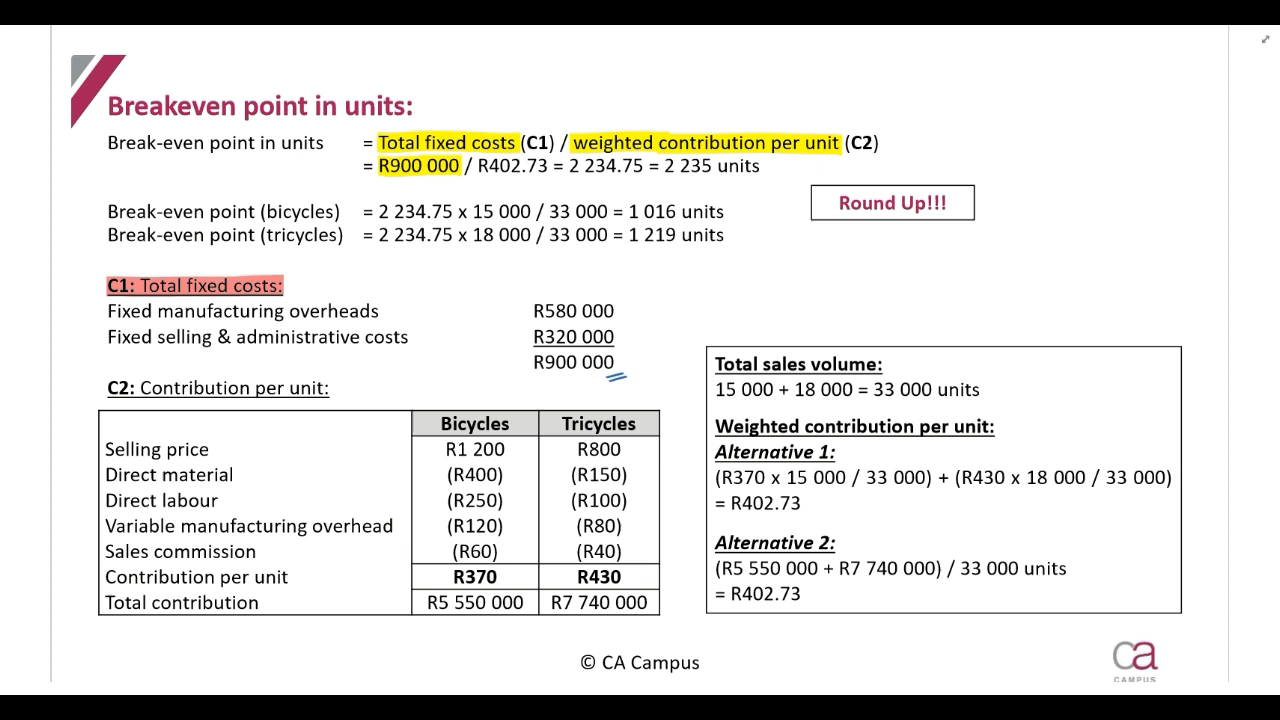 Breakeven point in units:
Break-even point in units = Total fixed costs (C1) / weighted contribution per unit (C2)
= R900 000 / R402.73 = 2 234.75 = 2 235 units
Round Up!!!
Break-even point (bicycles) = 2 234.75 x 15 000 / 33 000 = 1 016 units
Break-even point (tricycles) = 2 234.75 x 18 000 / 33 000 = 1 219 units
C1: Total fixed costs:
Fixed manufacturing overheads R580 000
Fixed selling & administrative costs R320 000
R900 000
C2: Contribution per unit:
Bicycles Tricycles
Selling price R1 200 R800
Direct material (R400) (R150)
Direct labour (R250) (R100)
Variable manufacturing overhead (R120) (R80)
Sales commission (R60) (R40)
Contribution per unit R370 R430
Total contribution R5 550 000 R7 740 000
Total sales volume:
15 000 + 18 000 = 33 000 units
Weighted contribution per unit:
Alternative 1:
(R370 x 15 000 / 33 000) + (R430 x 18 000 / 33 000)
= R402.73
Alternative 2:
(R5 550 000 + R7 740 000) / 33 000 units
= R402.73
© CA Campus
ca
CAMPUS